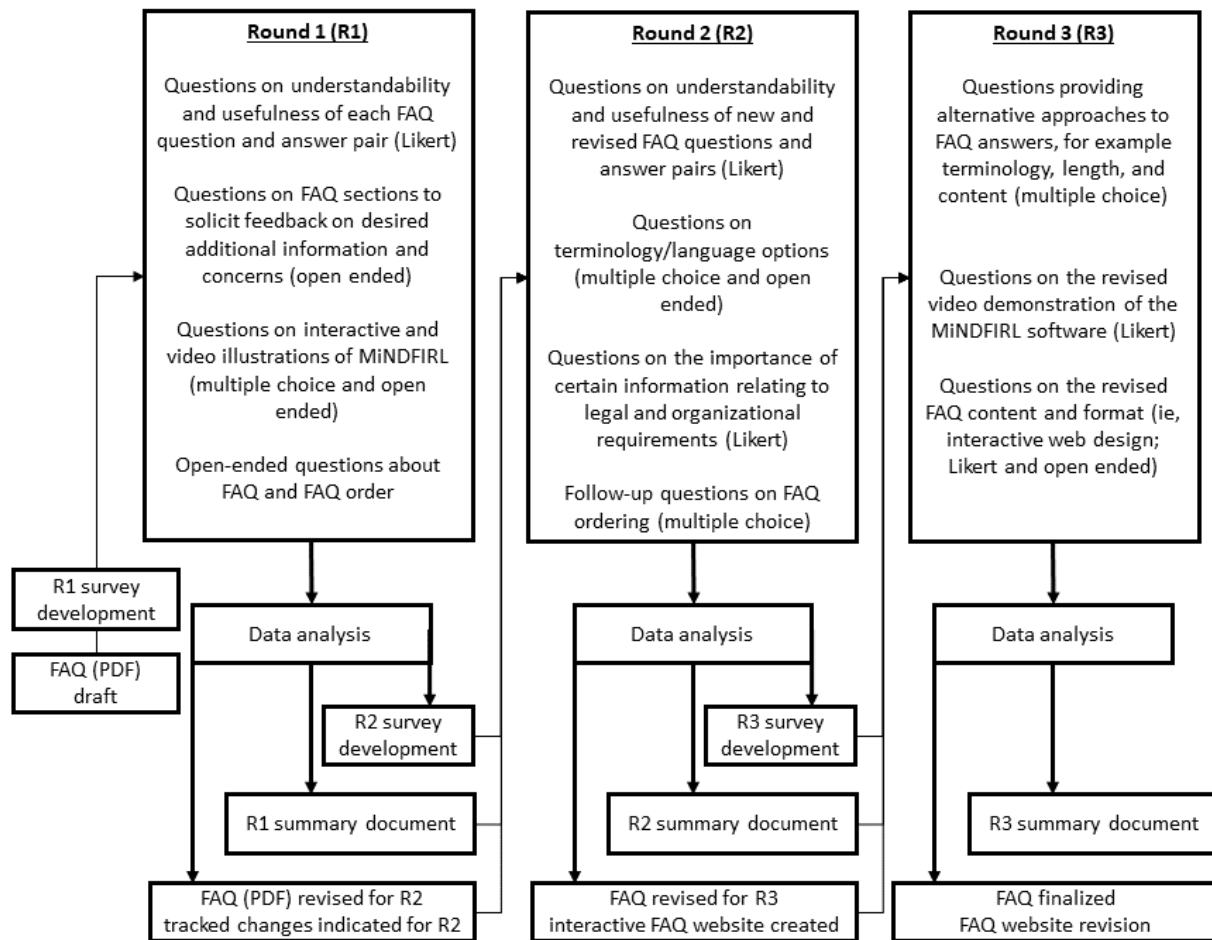 Round 1 (R1)
Questions on understandability
and usefulness of each FAQ
question and answer pair (Likert)
Questions on FAQ sections to
solicit feedback on desired
additional information and
concerns (open ended)
Questions on interactive and
video illustrations of MiNDFIRL
(multiple choice and open
ended)
Open-ended questions about
FAQ and FAQ order
Round 2 (R2)
Questions on understandability
and usefulness of new and
revised FAQ questions and
answer pairs (Likert)
Questions on
terminology/language options
(multiple choice and open
ended)
Questions on the importance of
certain information relating to
legal and organizational
requirements (Likert)
Follow-up questions on FAQ
ordering (multiple choice)
Round 3 (R3)
Questions providing
alternative approaches to
FAQ answers, for example
terminology, length, and
content (multiple choice)
Questions on the revised
video demonstration of the
MiNDFIRL software (Likert)
Questions on the revised
FAQ content and format (ie,
interactive web design;
Likert and open ended)
R1 survey
development
FAQ (PDF)
draft
Data analysis
R2 survey
development
R1 summary document
FAQ (PDF) revised for R2
tracked changes indicated for R2
Data analysis
R3 survey
development
R2 summary document
FAQ revised for R3
interactive FAQ website created
Data analysis
R3 summary document
FAQ finalized
FAQ website revision